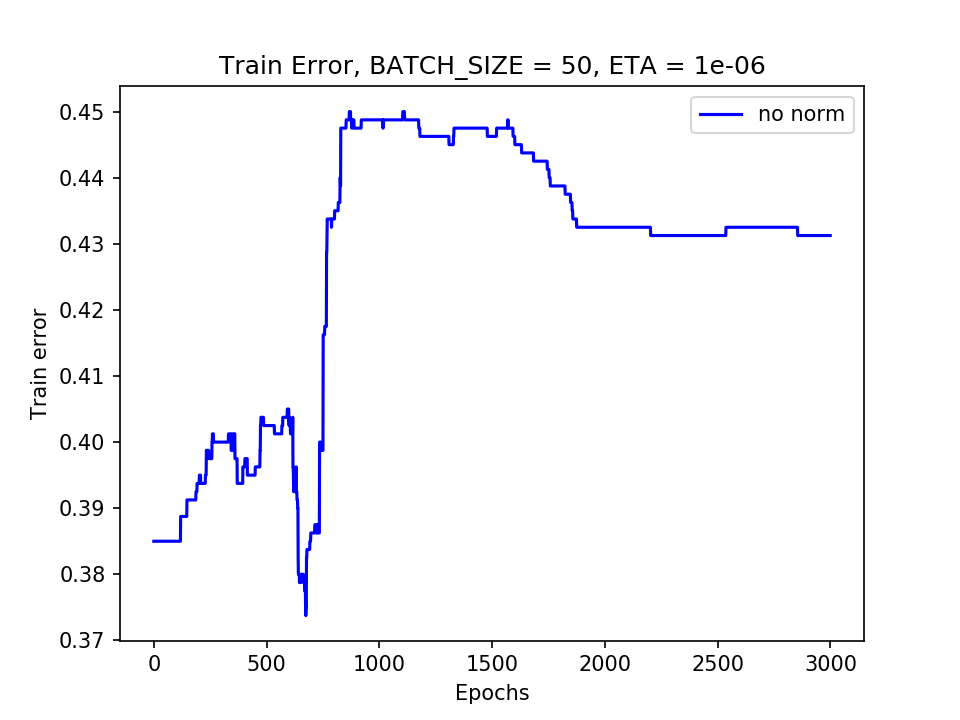 Train Error, BATCH_SIZE = 50, ETA = 1e-06
no norm
0.45
0.44
0.43
0.42
0.41
0.40
0.39
0.38
0.37
Train error
0 500 1000 1500 2000 2500 3000
Epochs